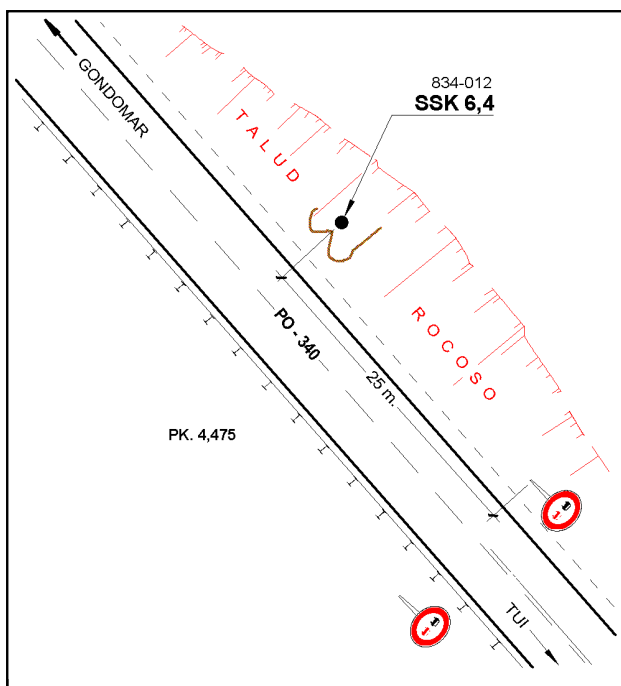 834-012
SSK 6,4
GONDOMAR
TALUD
ROCOSO
PO - 340
25 m.
PK. 4,475
TUI